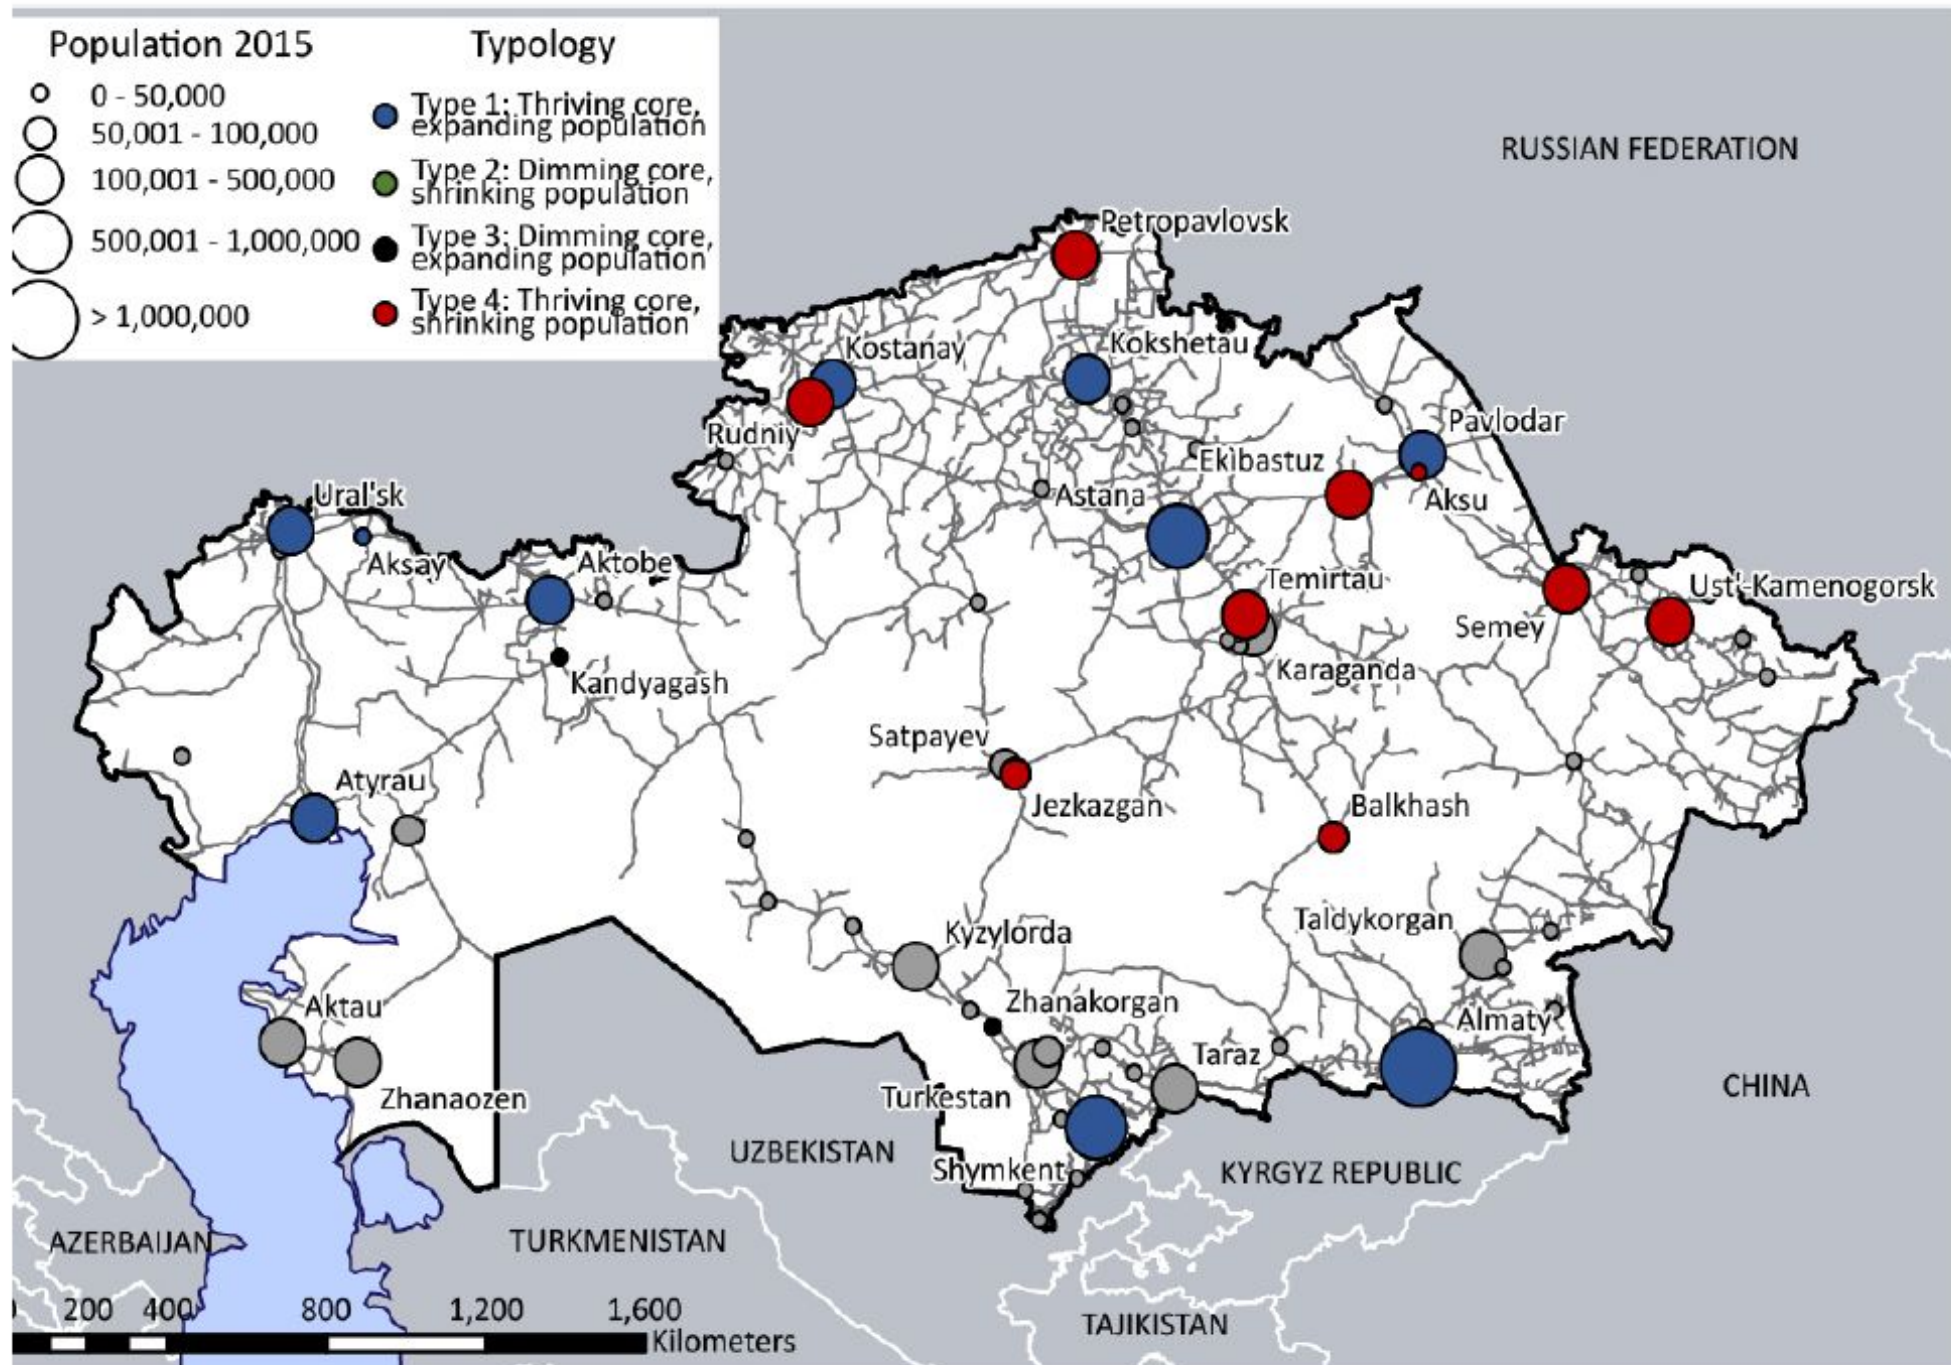 Population 2015
0 - 50,000
50,001 - 100,000
100,001 - 500,000
500,001 - 1,000,000
> 1,000,000
Typology
Type 1: Thriving core,
expanding population
Type 2: Dimming core,
shrinking population
Type 3: Dimming core,
expanding population
Type 4: Thriving core,
shrinking population
RUSSIAN FEDERATION
Petropavlovsk
Kostanay
Kokshetau
Rudniy
Pavlodar
Ekibastuz
Ural'sk
Astana
Aksu
Aksay
Aktobe
Temirtau
Ust'-Kamenogorsk
Semey
Karaganda
Kandyagash
Satpayev
Atyrau
Jezkazgan
Balkhash
Taldykorgan
Kyzylorda
Aktau
Zhanakorgan
Almaty
Taraz
CHINA
Zhanaozen
Turkestan
UZBEKISTAN
Shymkent
KYRGYZ REPUBLIC
AZERBAIJAN
TURKMENISTAN
TAJIKISTAN
200 400 800 1,200 1,600
Kilometers